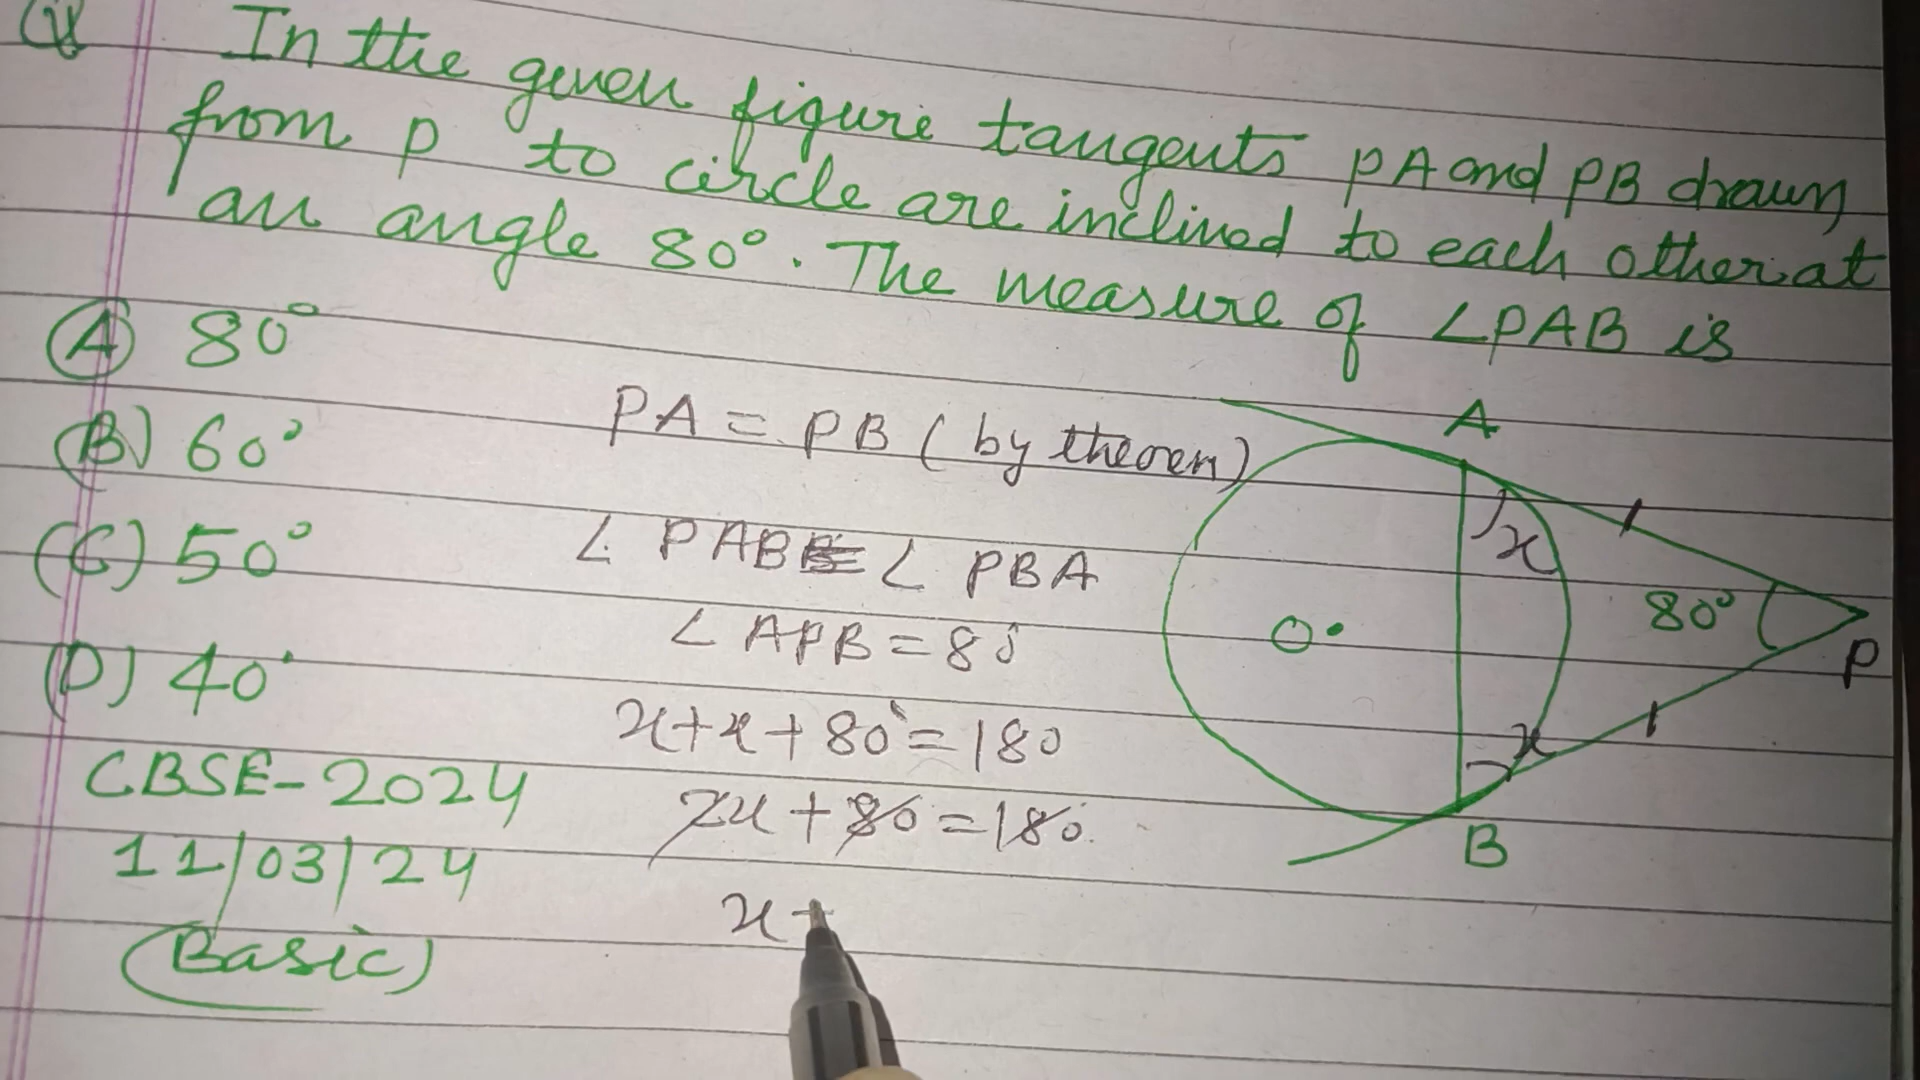 Q In the given figure tangents PA and PB drawn
from P to circle are inclined to each other at
an angle 80°. The measure of ∠PAB is
(A) 80°
(B) 60°
(C) 50°
(D) 40°
CBSE-2024
11/03/24
(Basic)
PA = PB (by theorem)
∠PAB = ∠PBA
∠APB = 80
x+x+80°=180
2x+80=180.
x=
A
x
80°
O
P
x
B